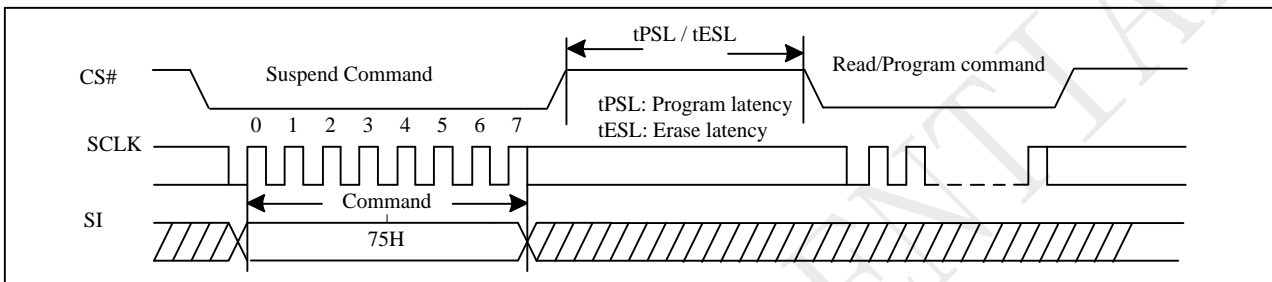 tPSL / tESL
CS#
Suspend Command
Read/Program command
tPSL: Program latency
tESL: Erase latency
0 1 2 3 4 5 6 7
SCLK
Command
SI
75H